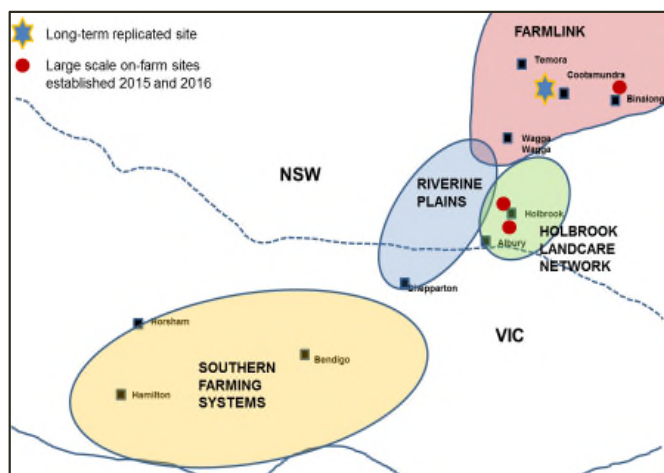 Long-term replicated site
Large scale on-farm sites
established 2015 and 2016
FARMLINK
Temora
Cootamundra
Binalong
Wagga
Wagga
NSW
RIVERINE
PLAINS
Holbrook
Albury
HOLBROOK
LANDCARE
NETWORK
Shepparton
VIC
Horsham
SOUTHERN
FARMING
SYSTEMS
Bendigo
Hamilton